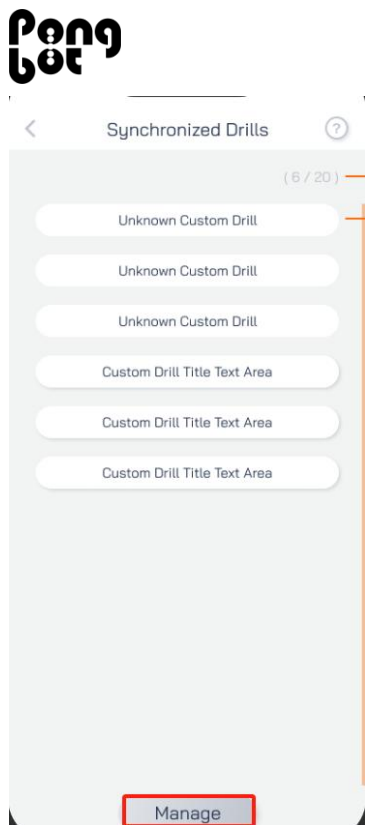 Pong
bot
Synchronized Drills ?
( 6 / 20 )
Unknown Custom Drill
Unknown Custom Drill
Unknown Custom Drill
Custom Drill Title Text Area
Custom Drill Title Text Area
Custom Drill Title Text Area
Manage